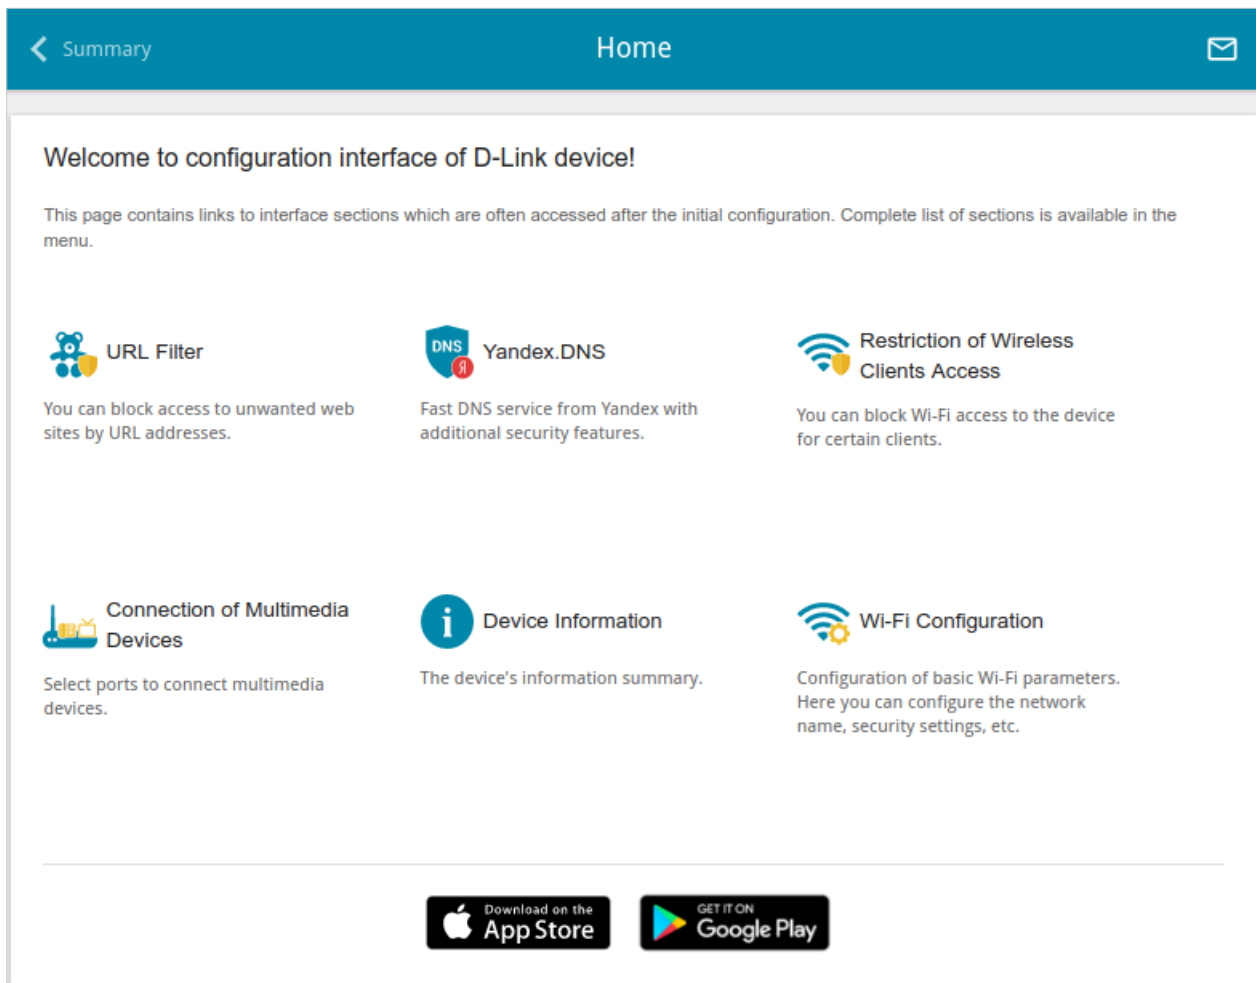 Summary
Home
Welcome to configuration interface of D-Link device!
This page contains links to interface sections which are often accessed after the initial configuration. Complete list of sections is available in the
menu.
URL Filter
You can block access to unwanted web
sites by URL addresses.
DNS
Я
Yandex.DNS
Fast DNS service from Yandex with
additional security features.
Restriction of Wireless
Clients Access
You can block Wi-Fi access to the device
for certain clients.
Connection of Multimedia
Devices
Select ports to connect multimedia
devices.
i
Device Information
The device's information summary.
Wi-Fi Configuration
Configuration of basic Wi-Fi parameters.
Here you can configure the network
name, security settings, etc.
Download on the
App Store
GET IT ON
Google Play